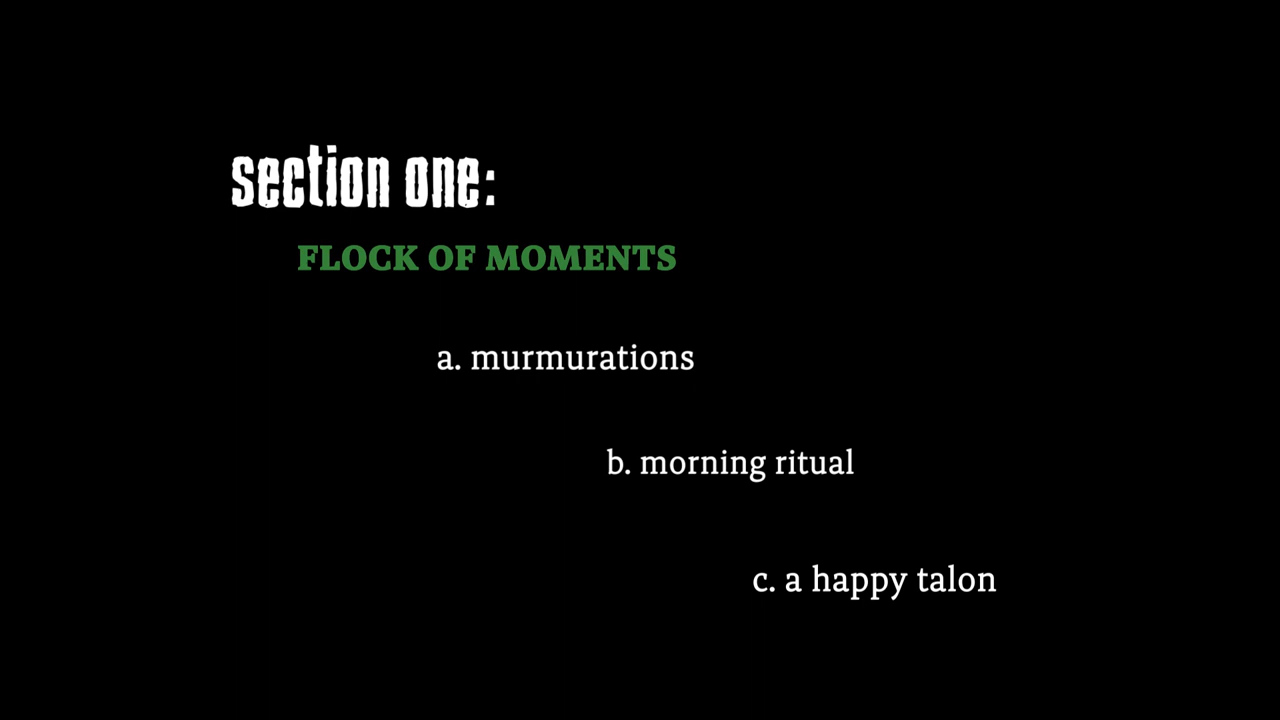 section one:
FLOCK OF MOMENTS
a. murmurations
b. morning ritual
c. a happy talon